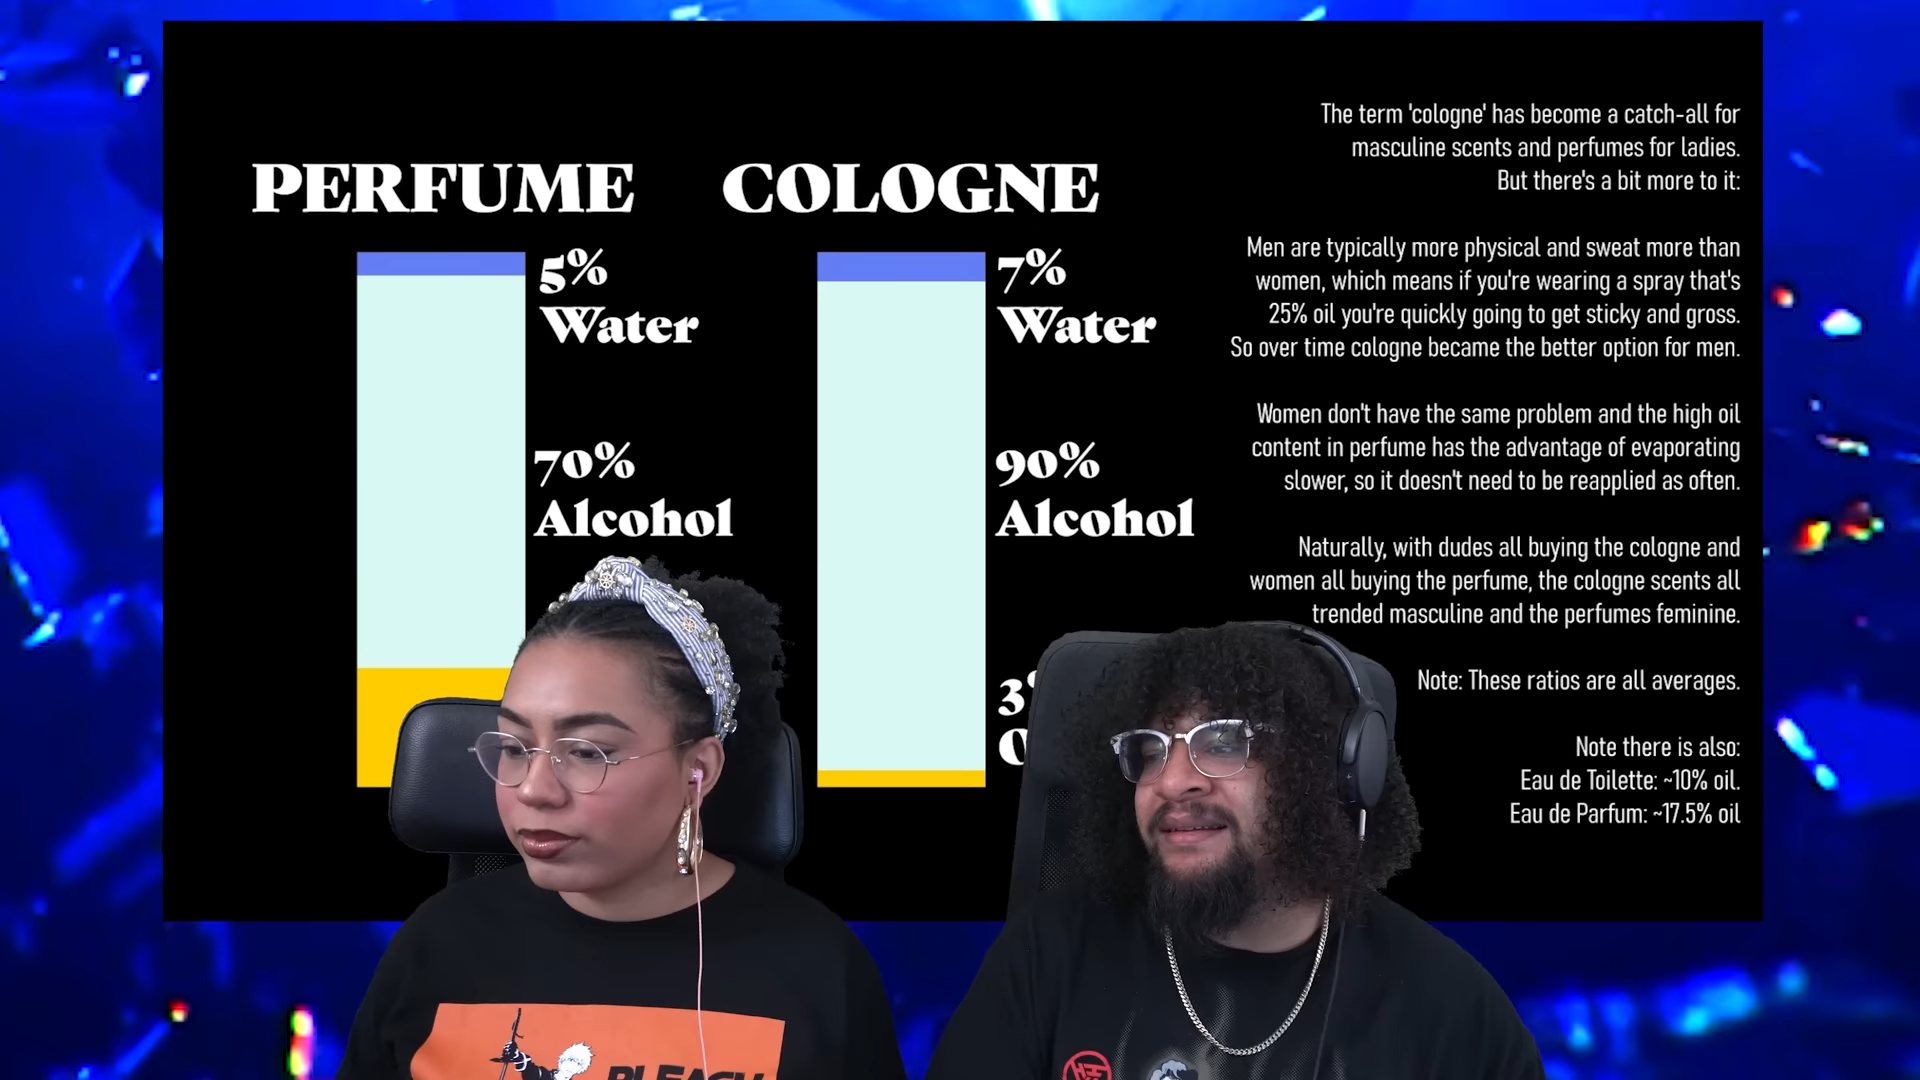 PERFUME
5%
Water
70%
Alcohol
COLOGNE
7%
Water
90%
Alcohol
The term 'cologne' has become a catch-all for
masculine scents and perfumes for ladies.
But there's a bit more to it:
Men are typically more physical and sweat more than
women, which means if you're wearing a spray that's
25% oil you're quickly going to get sticky and gross.
So over time cologne became the better option for men.
Women don't have the same problem and the high oil
content in perfume has the advantage of evaporating
slower, so it doesn't need to be reapplied as often.
Naturally, with dudes all buying the cologne and
women all buying the perfume, the cologne scents all
trended masculine and the perfumes feminine.
Note: These ratios are all averages.
Note there is also:
Eau de Toilette: ~10% oil.
Eau de Parfum: ~17.5% oil
BLEACH